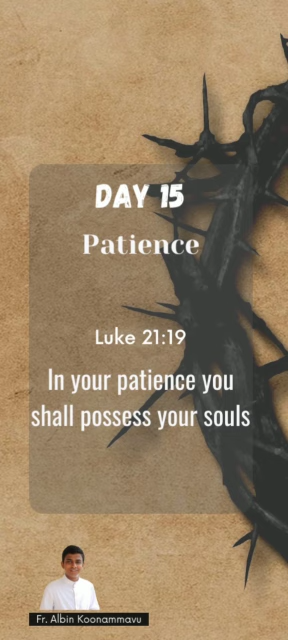 DAY 15
Patience
Luke 21:19
In your patience you
shall possess your souls
Fr. Albin Koonammavu